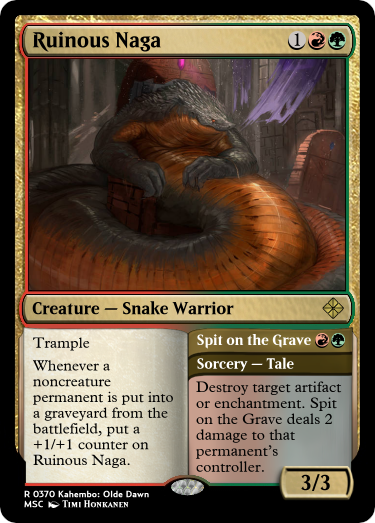 Ruinous Naga 1
Creature — Snake Warrior
Trample
Whenever a
noncreature
permanent is put into
a graveyard from the
battlefield, put a
+1/+1 counter on
Ruinous Naga.
Spit on the Grave
Sorcery — Tale
Destroy target artifact
or enchantment. Spit
on the Grave deals 2
damage to that
permanent's
controller.
3/3
R 0370 Kahembo: Olde Dawn
MSC TIMI HONKANEN